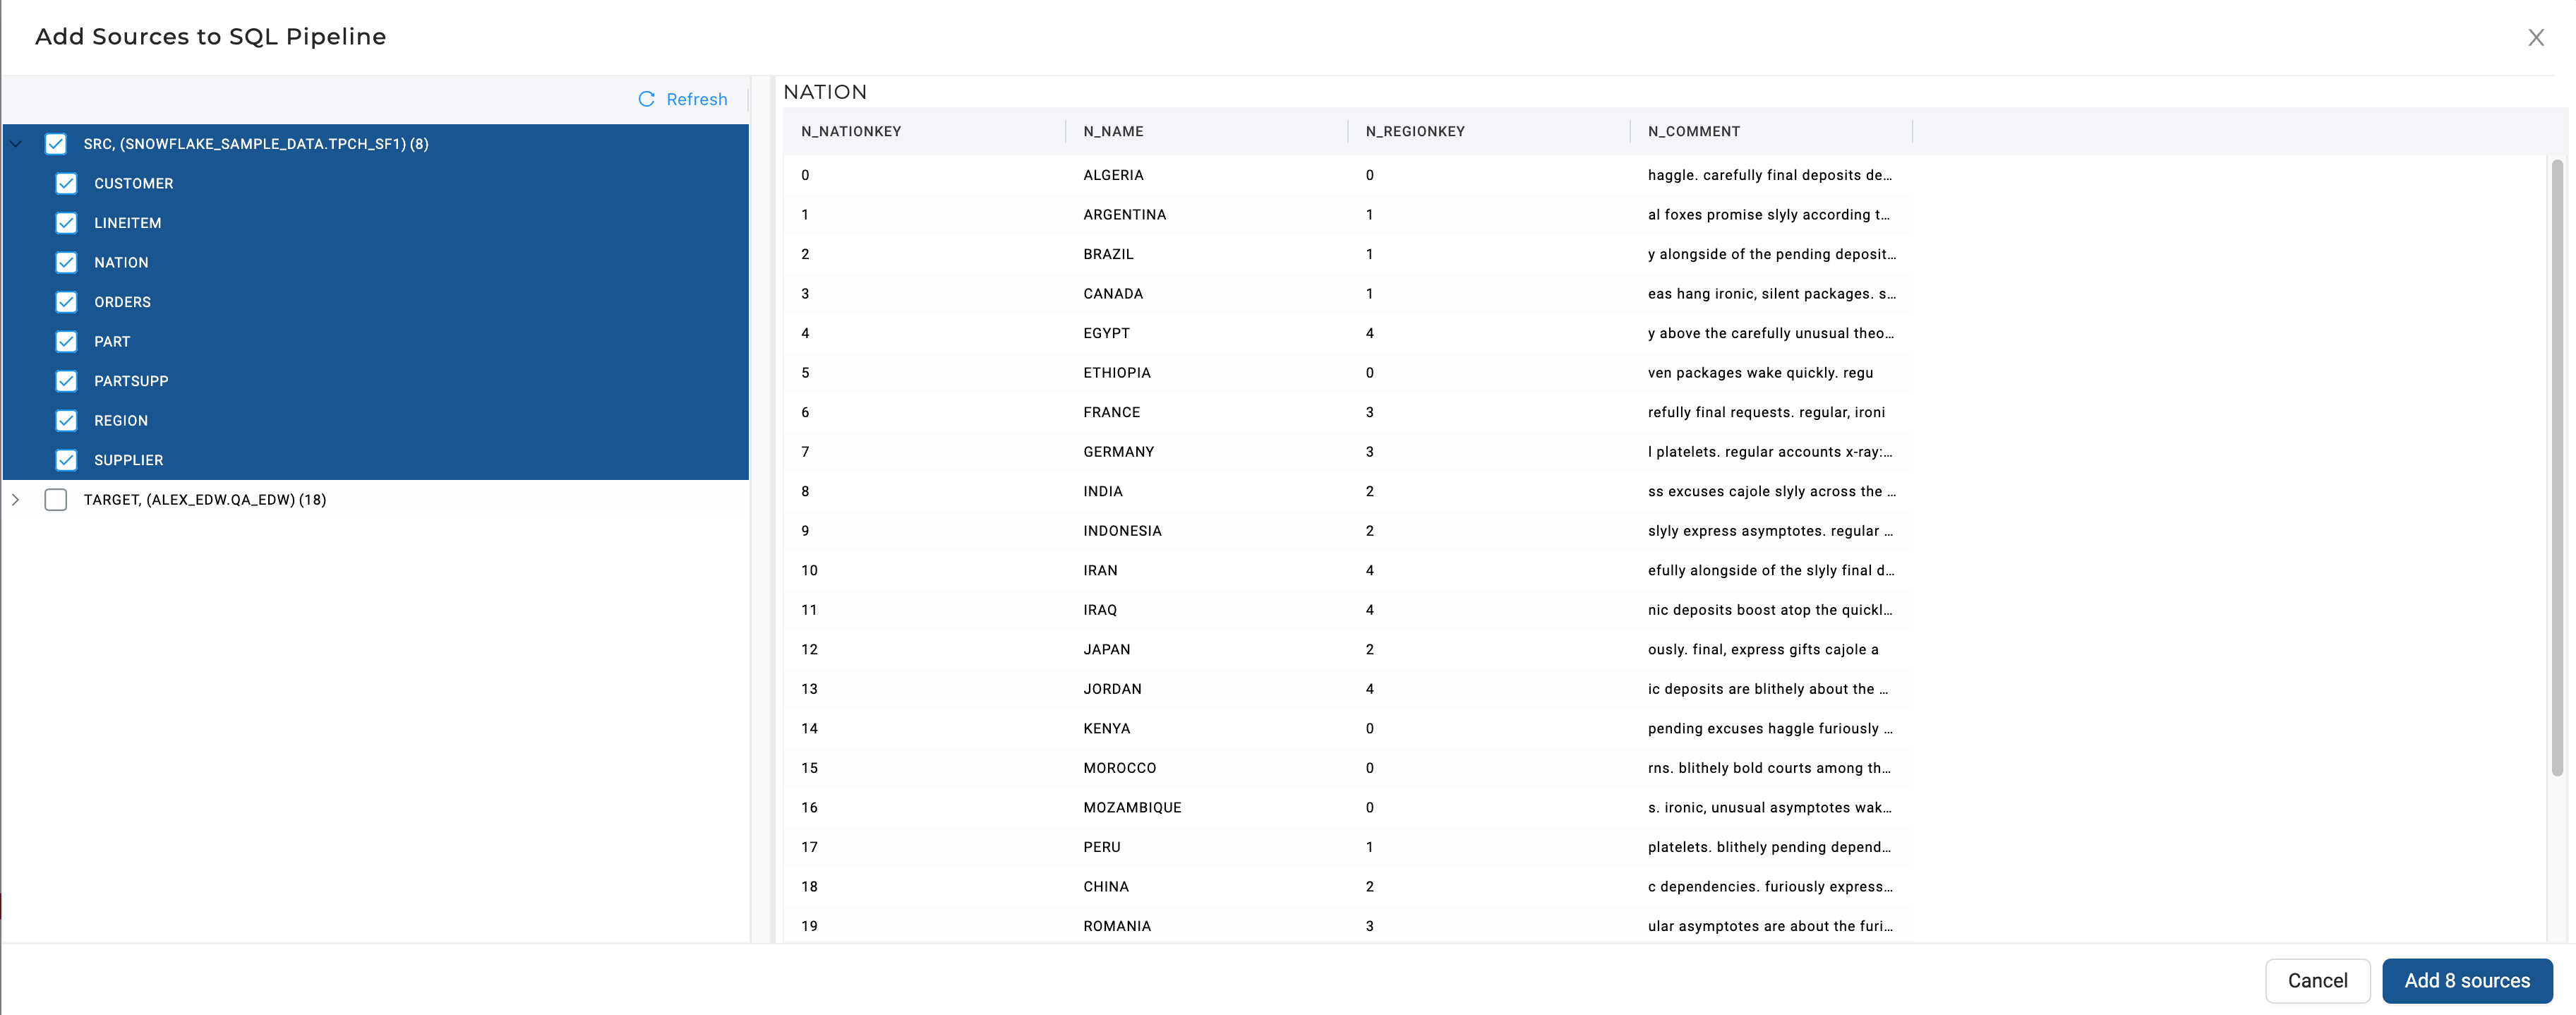 Add Sources to SQL Pipeline
Refresh
SRC, (SNOWFLAKE_SAMPLE_DATA.TPCH_SF1) (8)
CUSTOMER
LINEITEM
NATION
ORDERS
PART
PARTSUPP
REGION
SUPPLIER
TARGET, (ALEX_EDW.QA_EDW) (18)
NATION
N_NATIONKEY N_NAME N_REGIONKEY N_COMMENT
0 ALGERIA 0 haggle. carefully final deposits de…
1 ARGENTINA 1 al foxes promise slyly according t…
2 BRAZIL 1 y alongside of the pending deposit…
3 CANADA 1 eas hang ironic, silent packages. s…
4 EGYPT 4 y above the carefully unusual theo…
5 ETHIOPIA 0 ven packages wake quickly. regu
6 FRANCE 3 refully final requests. regular, ironi
7 GERMANY 3 l platelets. regular accounts x-ray:…
8 INDIA 2 ss excuses cajole slyly across the …
9 INDONESIA 2 slyly express asymptotes. regular …
10 IRAN 4 efully alongside of the slyly final d…
11 IRAQ 4 nic deposits boost atop the quickl…
12 JAPAN 2 ously. final, express gifts cajole a
13 JORDAN 4 ic deposits are blithely about the …
14 KENYA 0 pending excuses haggle furiously …
15 MOROCCO 0 rns. blithely bold courts among th…
16 MOZAMBIQUE 0 s. ironic, unusual asymptotes wak…
17 PERU 1 platelets. blithely pending depend…
18 CHINA 2 c dependencies. furiously express…
19 ROMANIA 3 ular asymptotes are about the furi…
Cancel
Add 8 sources